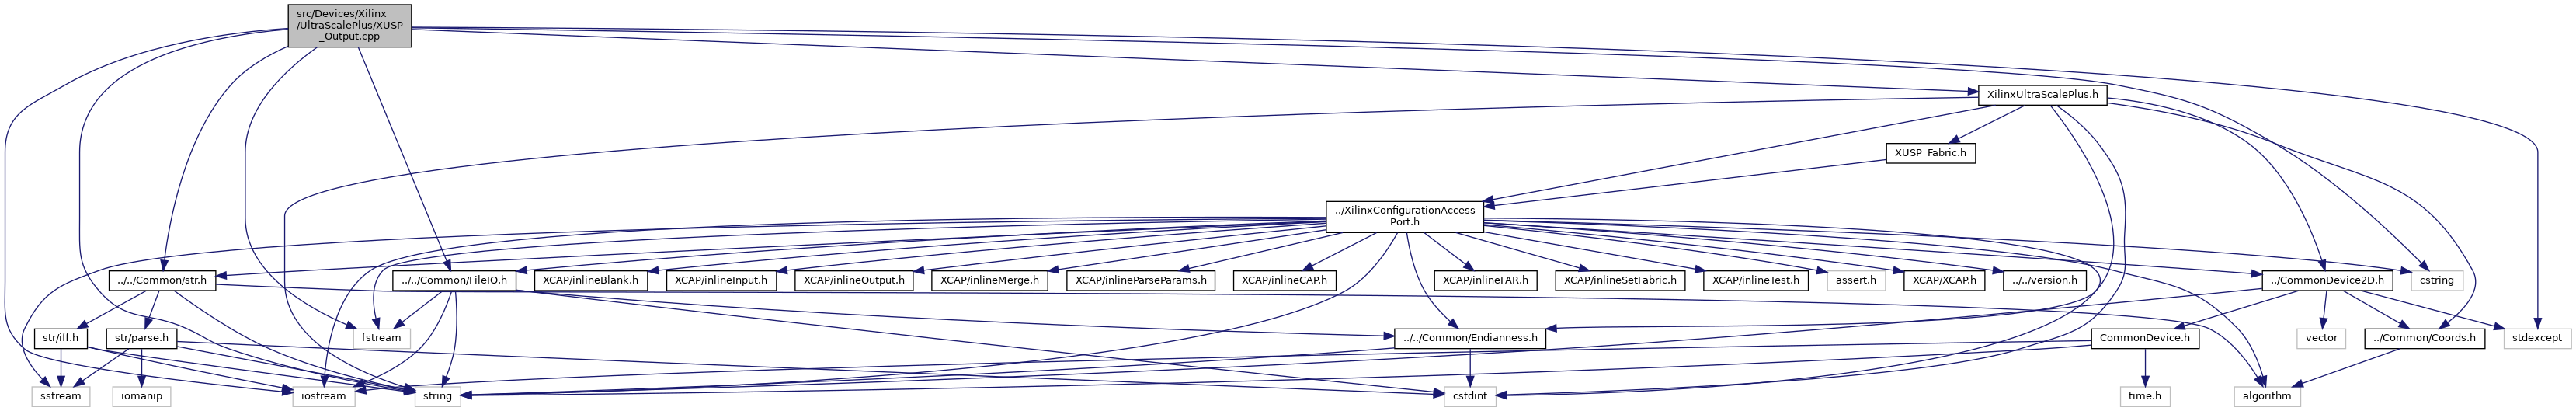 src/Devices/Xilinx
/UltraScalePlus/XUSP
_Output.cpp
XilinxUltraScalePlus.h
XUSP_Fabric.h
../XilinxConfigurationAccess
Port.h
../../Common/str.h
../../Common/FileIO.h
XCAP/inlineBlank.h
XCAP/inlineInput.h
XCAP/inlineOutput.h
XCAP/inlineMerge.h
XCAP/inlineParseParams.h
XCAP/inlineCAP.h
XCAP/inlineFAR.h
XCAP/inlineSetFabric.h
XCAP/inlineTest.h
assert.h
XCAP/XCAP.h
../../version.h
../CommonDevice2D.h
cstring
str/iff.h
str/parse.h
fstream
../../Common/Endianness.h
CommonDevice.h
vector
../Common/Coords.h
stdexcept
sstream
iomanip
iostream
string
cstdint
time.h
algorithm